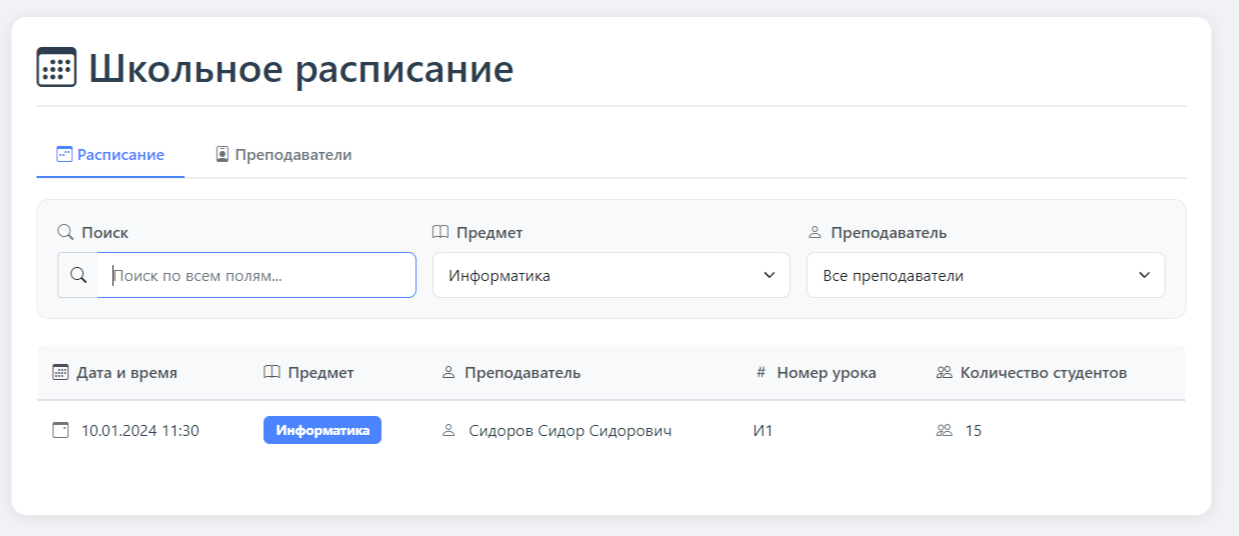 Школьное расписание
Расписание Преподаватели
Поиск Предмет Преподаватель
Поиск по всем полям... Информатика Все преподаватели
Дата и время Предмет Преподаватель # Номер урока Количество студентов
10.01.2024 11:30 Информатика Сидоров Сидор Сидорович И1 15